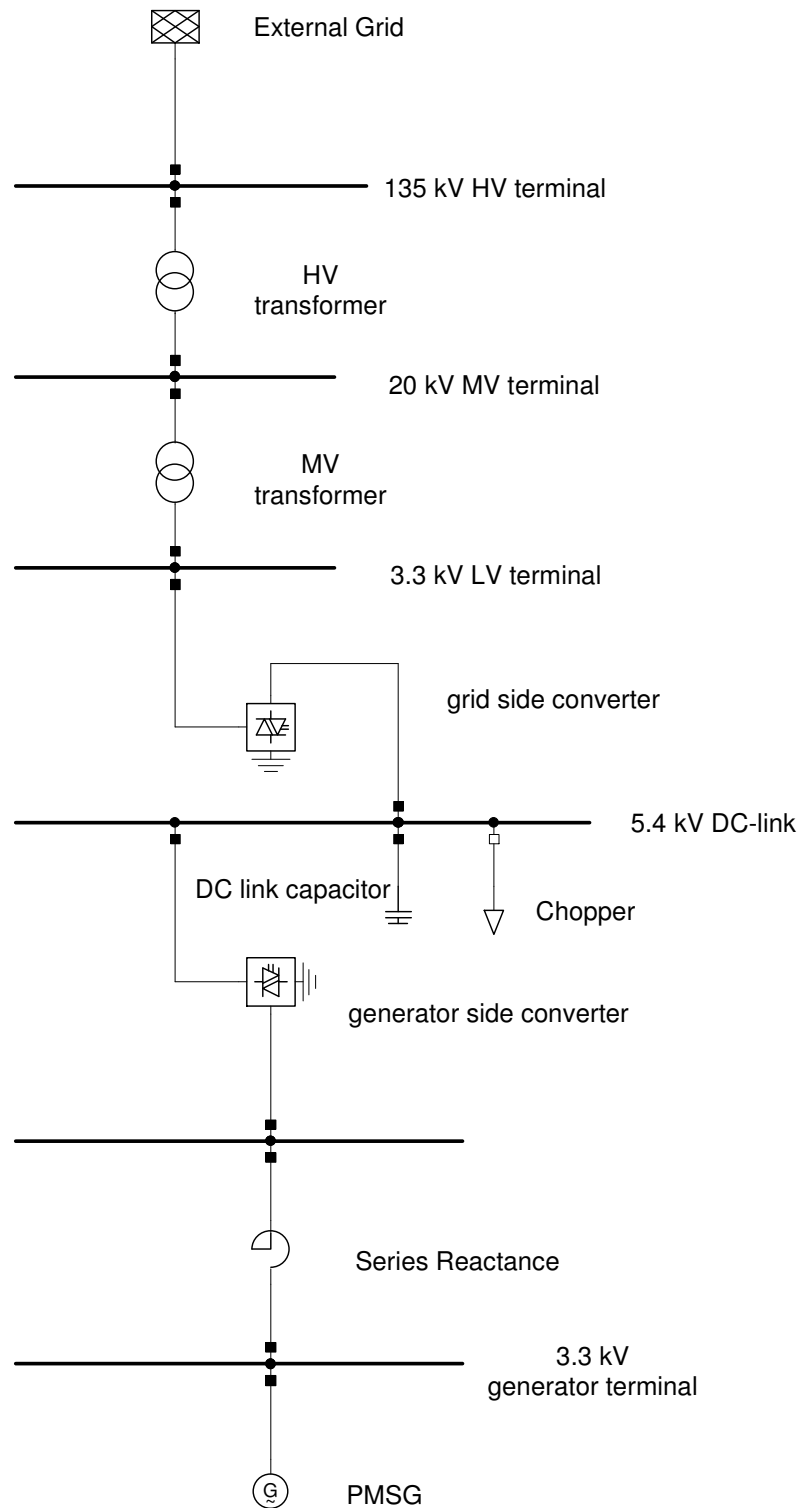 External Grid
135 kV HV terminal
HV
transformer
20 kV MV terminal
MV
transformer
3.3 kV LV terminal
grid side converter
5.4 kV DC-link
DC link capacitor
Chopper
generator side converter
Series Reactance
3.3 kV
generator terminal
G
~
PMSG